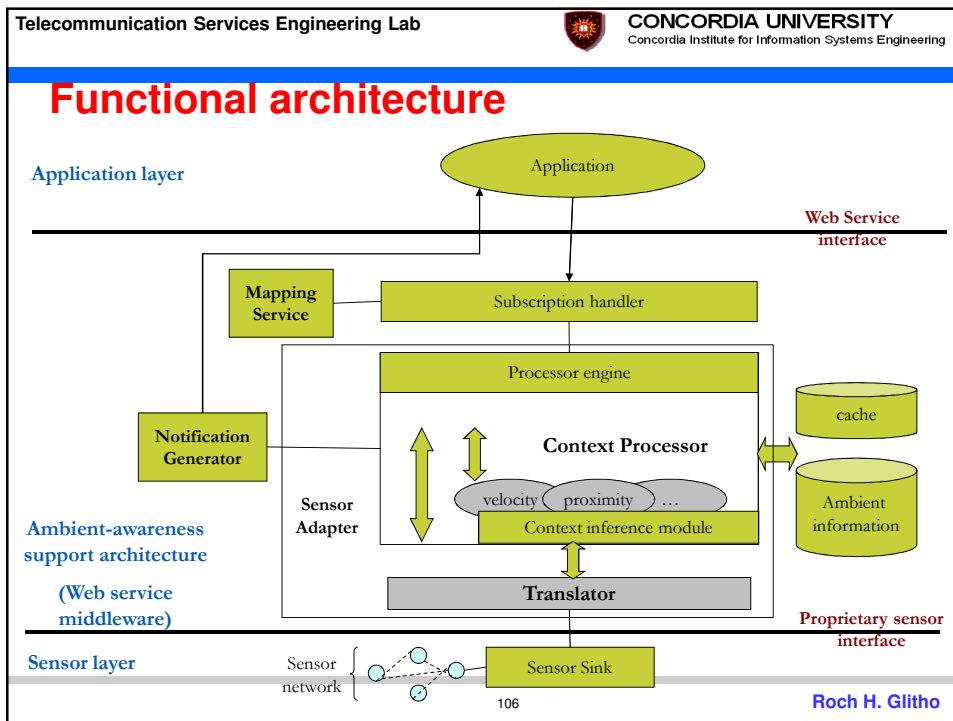 Telecommunication Services Engineering Lab
CONCORDIA UNIVERSITY
Concordia Institute for Information Systems Engineering
Functional architecture
Application layer
Application
Web Service
interface
Mapping
Service
Subscription handler
Processor engine
cache
Notification
Generator
Context Processor
Sensor
Adapter
velocity
proximity
...
Context inference module
Ambient
information
Ambient-awareness
support architecture
(Web service
middleware)
Translator
Proprietary sensor
interface
Sensor layer
Sensor
network
Sensor Sink
106
Roch H. Glitho